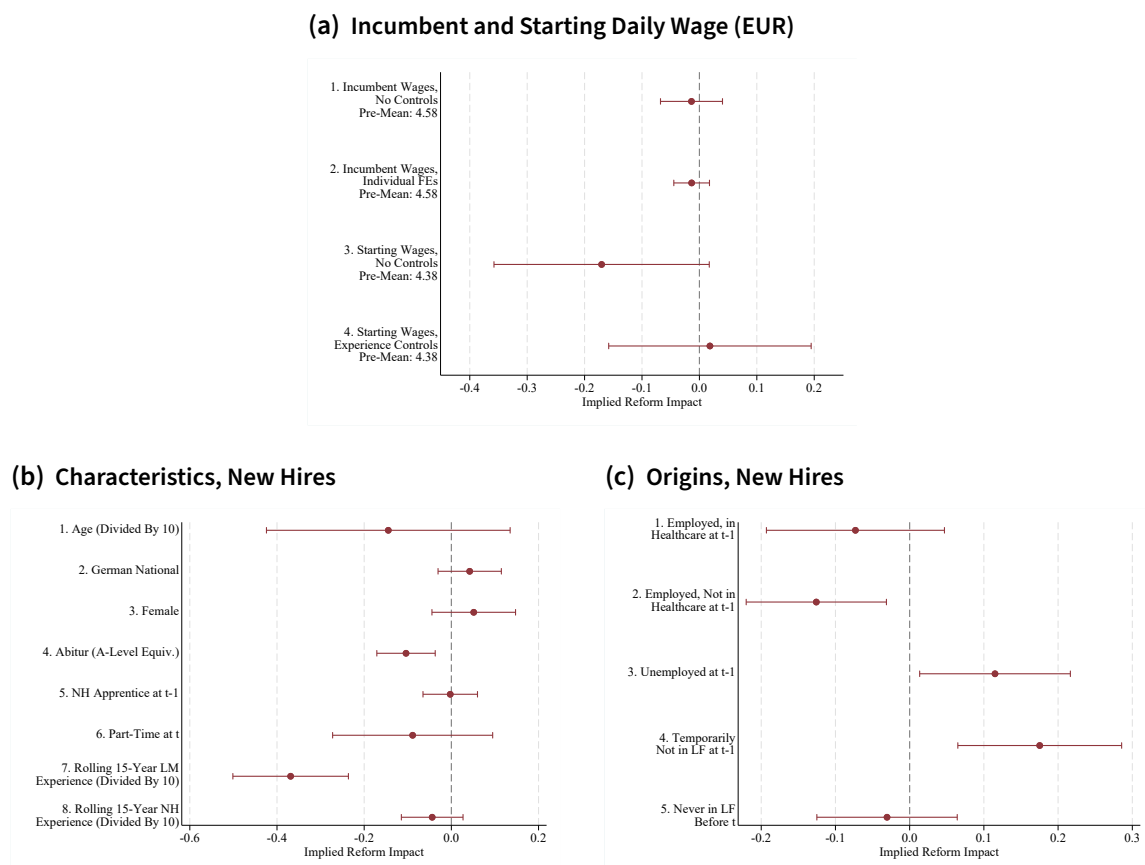 (a) Incumbent and Starting Daily Wage (EUR)
1. Incumbent Wages,
No Controls
Pre-Mean: 4.58
2. Incumbent Wages,
Individual FEs
Pre-Mean: 4.58
3. Starting Wages,
No Controls
Pre-Mean: 4.38
4. Starting Wages,
Experience Controls
Pre-Mean: 4.38
-0.4 -0.3 -0.2 -0.1 0.0 0.1 0.2
Implied Reform Impact
(b) Characteristics, New Hires
1. Age (Divided By 10)
2. German National
3. Female
4. Abitur (A-Level Equiv.)
5. NH Apprentice at t-1
6. Part-Time at t
7. Rolling 15-Year LM
Experience (Divided By 10)
8. Rolling 15-Year NH
Experience (Divided By 10)
-0.6 -0.4 -0.2 -0.0 0.2
Implied Reform Impact
(c) Origins, New Hires
1. Employed, in
Healthcare at t-1
2. Employed, Not in
Healthcare at t-1
3. Unemployed at t-1
4. Temporarily
Not in LF at t-1
5. Never in LF
Before t
-0.2 -0.1 0.0 0.1 0.2 0.3
Implied Reform Impact